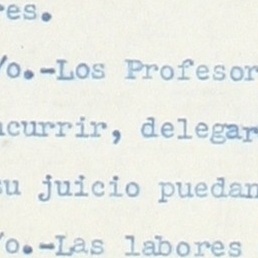 res.
/o.-Los Profesor
currir, delegar
su juicio puedan
/o.-Las labores